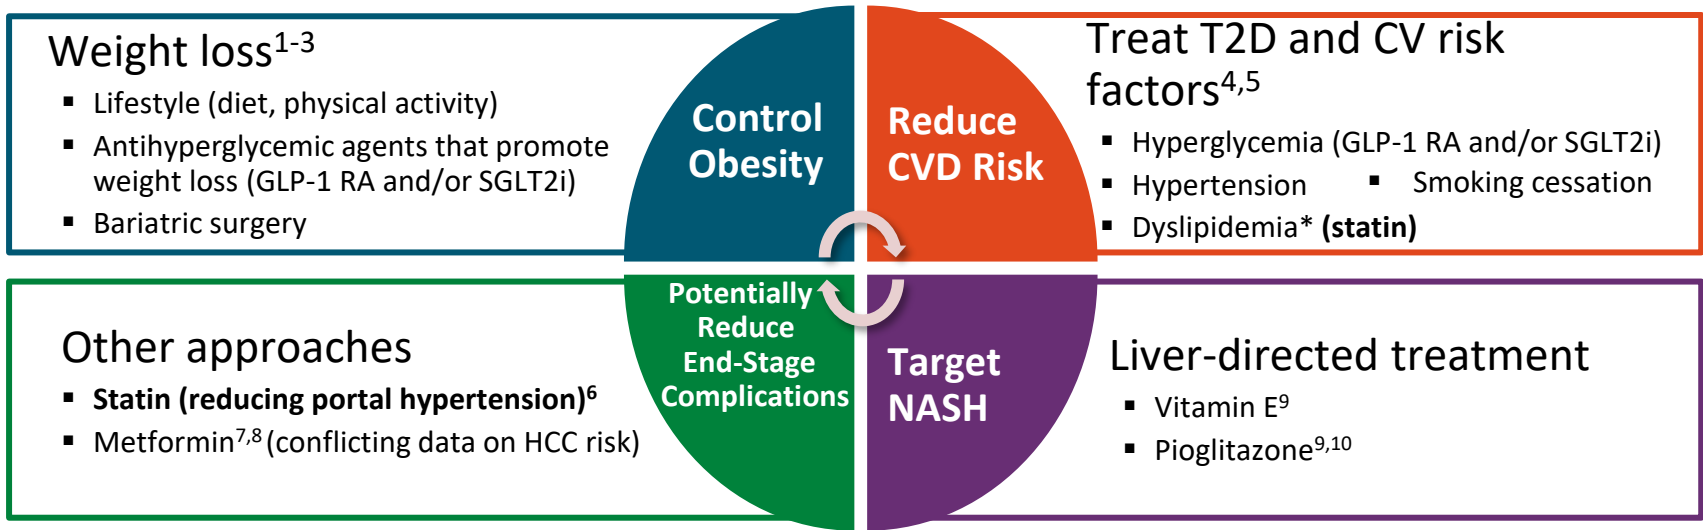 Weight loss1-3
▪ Lifestyle (diet, physical activity)
▪ Antihyperglycemic agents that promote
weight loss (GLP-1 RA and/or SGLT2i)
▪ Bariatric surgery
Control
Obesity
Reduce
CVD Risk
Treat T2D and CV risk
factors4,5
▪ Hyperglycemia (GLP-1 RA and/or SGLT2i)
▪ Hypertension ▪ Smoking cessation
▪ Dyslipidemia* (statin)
Other approaches
▪ Statin (reducing portal hypertension)6
▪ Metformin7,8 (conflicting data on HCC risk)
Potentially
Reduce
End-Stage
Complications
Target
NASH
Liver-directed treatment
▪ Vitamin E9
▪ Pioglitazone9,10